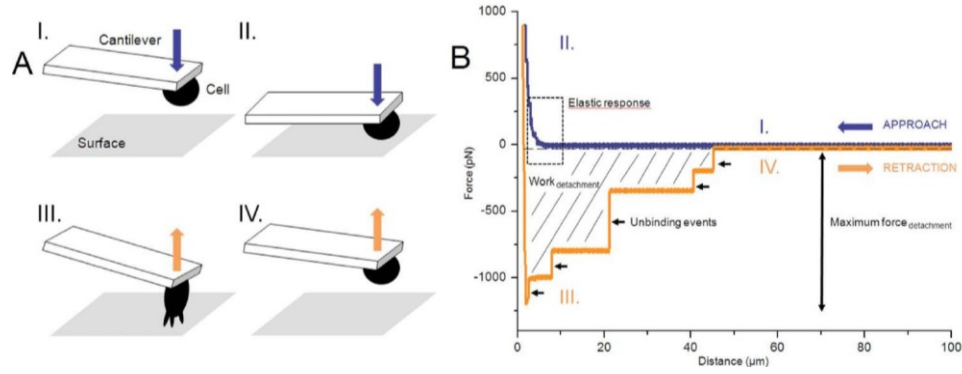 A
I.
Cantilever
Cell
Surface
II.
III.
IV.
B
Force (pN)
1000
500
0
-500
-1000
II.
Elastic response
I.
APPROACH
IV.
RETRACTION
Work detachment
Unbinding events
Maximum force detachment
III.
0
20
40
60
80
100
Distance (µm)